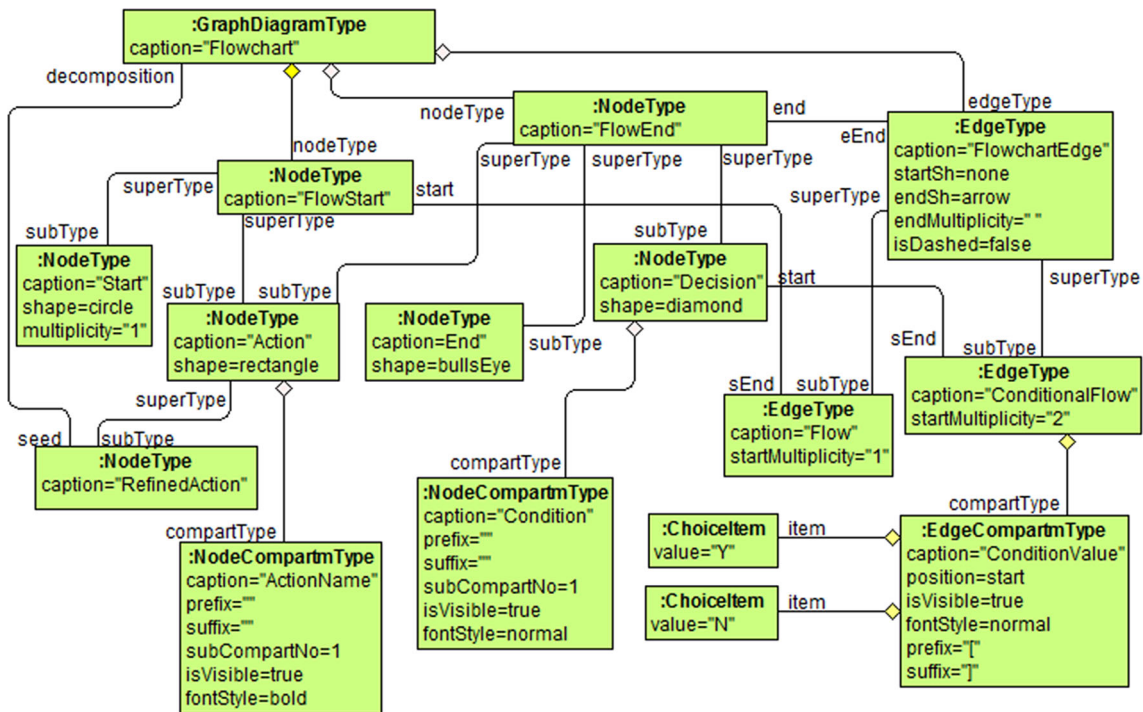 :GraphDiagramType
caption="Flowchart"
decomposition
nodeType
:NodeType
caption="FlowEnd"
end
edgeType
eEnd
:EdgeType
caption="FlowchartEdge"
startSh=none
endSh=arrow
endMultiplicity=" "
isDashed=false
nodeType
:NodeType
caption="FlowStart"
superType
superType
superType
superType
superType
superType
start
superType
superType
subType
:NodeType
caption="Start"
shape=circle
multiplicity="1"
subType
subType
:NodeType
caption="Action"
shape=rectangle
:NodeType
caption=End"
shape=bullsEye
subType
subType
:NodeType
caption="Decision"
shape=diamond
start
sEnd
subType
:EdgeType
caption="ConditionalFlow"
startMultiplicity="2"
sEnd
subType
:EdgeType
caption="Flow"
startMultiplicity="1"
superType
seed
subType
:NodeType
caption="RefinedAction"
compartType
:NodeCompartmType
caption="ActionName"
prefix=""
suffix=""
subCompartNo=1
isVisible=true
fontStyle=bold
compartType
:NodeCompartmType
caption="Condition"
prefix=""
suffix=""
subCompartNo=1
isVisible=true
fontStyle=normal
:ChoiceItem
value="Y"
item
:ChoiceItem
value="N"
item
compartType
:EdgeCompartmType
caption="ConditionValue"
position=start
isVisible=true
fontStyle=normal
prefix="["
suffix="]"